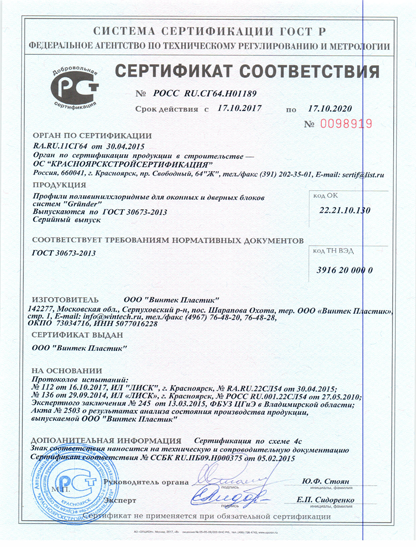 СИСТЕМА СЕРТИФИКАЦИИ ГОСТ Р
ФЕДЕРАЛЬНОЕ АГЕНТСТВО ПО ТЕХНИЧЕСКОМУ РЕГУЛИРОВАНИЮ И МЕТРОЛОГИИ
Добровольная
сертификация
СЕРТИФИКАТ СООТВЕТСТВИЯ
№ РОСС RU.СГ64.Н01189
Срок действия с 17.10.2017 по 17.10.2020
№ 0098919
ОРГАН ПО СЕРТИФИКАЦИИ
RA.RU.11СГ64 от 30.04.2015
Орган по сертификации продукции в строительстве —
ОС "КРАСНОЯРСКСТРОЙСЕРТИФИКАЦИЯ"
Россия, 660041, г. Красноярск, пр. Свободный, 64"Ж", тел./факс (391) 202-35-01, E-mail: sertif@list.ru
ПРОДУКЦИЯ
Профили поливинилхлоридные для оконных и дверных блоков
систем "Gründer"
Выпускаются по ГОСТ 30673-2013
Серийный выпуск
код ОК
22.21.10.130
СООТВЕТСТВУЕТ ТРЕБОВАНИЯМ НОРМАТИВНЫХ ДОКУМЕНТОВ
ГОСТ 30673-2013
код ТН ВЭД
3916 20 000 0
ИЗГОТОВИТЕЛЬ ООО "Винтек Пластик"
142277, Московская обл., Серпуховский р-н, пос. Шарапова Охота, тер. ООО «Винтек Пластик»,
стр. 1, E-mail: info@wintech.ru, тел./факс (4967) 76-48-20, 76-48-28,
ОКПО 73034716, ИНН 5077016228
СЕРТИФИКАТ ВЫДАН
ООО "Винтек Пластик"
НА ОСНОВАНИИ
Протоколов испытаний:
№ 112 от 16.10.2017, ИЛ "ЛИСК", г. Красноярск, № RA.RU.22СЛ54 от 30.04.2015;
№ 136 от 29.09.2014, ИЛ «ЛИСК», г. Красноярск, № РОСС RU.001.22СЛ54 от 27.05.2010;
Экспертного заключения № 245 от 13.03.2015, ФБУЗ ЦГиЭ в Владимирской области;
Акта № 2503 о результатах анализа состояния производства продукции,
выпускаемой ООО "Винтек Пластик"
ДОПОЛНИТЕЛЬНАЯ ИНФОРМАЦИЯ Сертификация по схеме 4с
Знак соответствия наносится на техническую и сопроводительную документацию
Сертификат соответствия № ССБК RU.ПБ09.Н000375 от 05.02.2015
Руководитель органа
подпись
Ю.Ф. Стоян
инициалы, фамилия
М.П.
Эксперт
подпись
Е.П. Сидоренко
инициалы, фамилия
Сертификат не применяется при обязательной сертификации